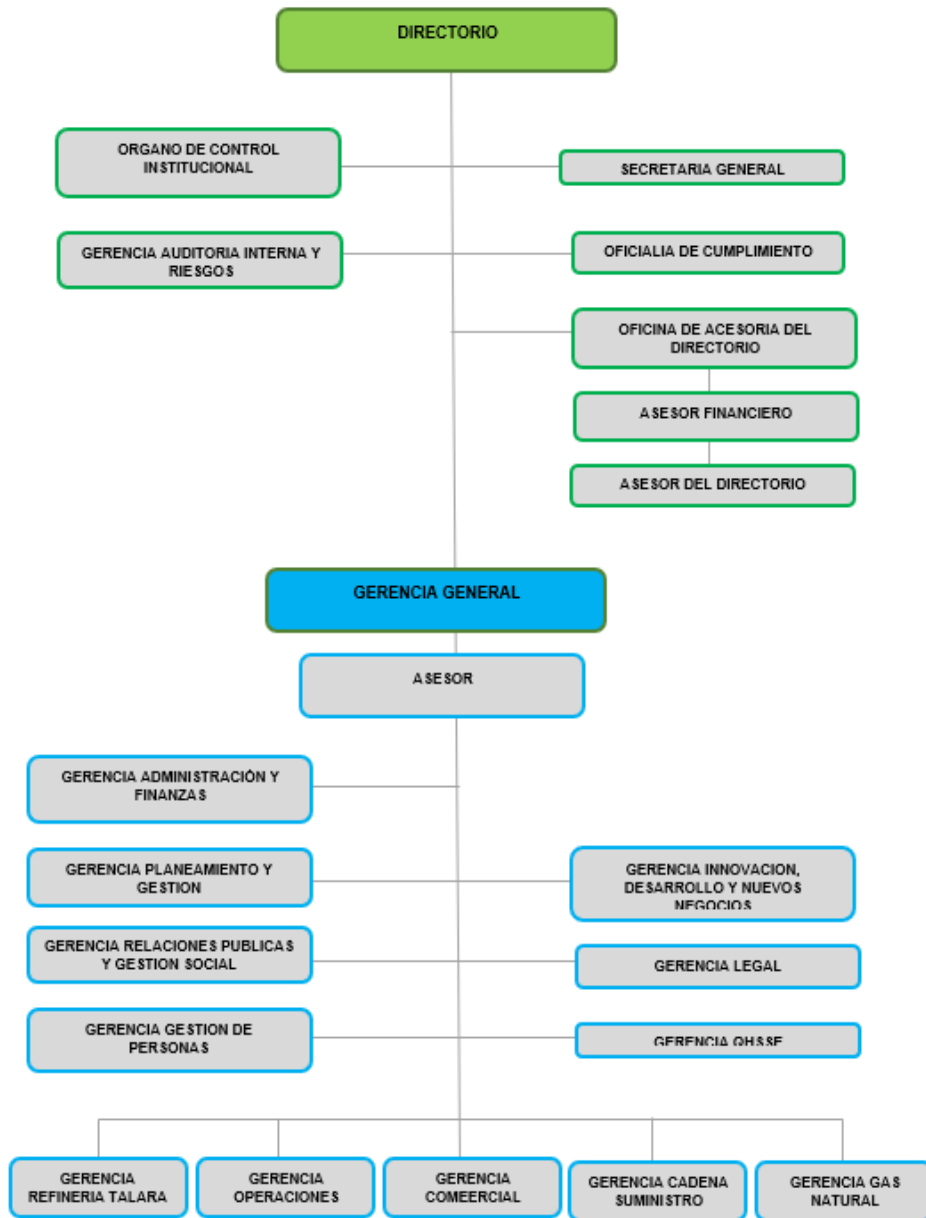 DIRECTORIO
ORGANO DE CONTROL
INSTITUCIONAL
SECRETARIA GENERAL
GERENCIA AUDITORIA INTERNA Y
RIESGOS
OFICIALIA DE CUMPLIMIENTO
OFICINA DE ACESORIA DEL
DIRECTORIO
ASESOR FINANCIERO
ASESOR DEL DIRECTORIO
GERENCIA GENERAL
ASESOR
GERENCIA ADMINISTRACIÓN Y
FINANZAS
GERENCIA PLANEAMIENTO Y
GESTION
GERENCIA INNOVACION,
DESARROLLO Y NUEVOS
NEGOCIOS
GERENCIA RELACIONES PUBLICAS
Y GESTION SOCIAL
GERENCIA LEGAL
GERENCIA GESTION DE
PERSONAS
GERENCIA QHSSE
GERENCIA
REFINERIA TALARA
GERENCIA
OPERACIONES
GERENCIA
COMEERCIAL
GERENCIA CADENA
SUMINISTRO
GERENCIA GAS
NATURAL